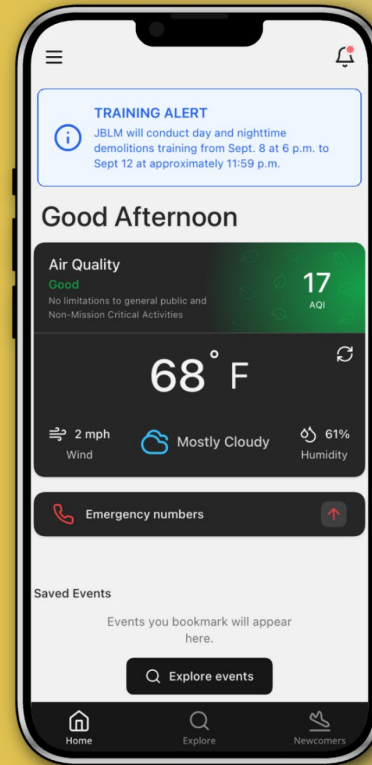 TRAINING ALERT
JBLM will conduct day and nighttime
demolitions training from Sept. 8 at 6 p.m. to
Sept 12 at approximately 11:59 p.m.
Good Afternoon
Air Quality
Good
No limitations to general public and
Non-Mission Critical Activities
17
AQI
68° F
2 mph
Wind
Mostly Cloudy
61%
Humidity
Emergency numbers
Saved Events
Events you bookmark will appear
here.
Explore events
Home
Explore
Newcomers